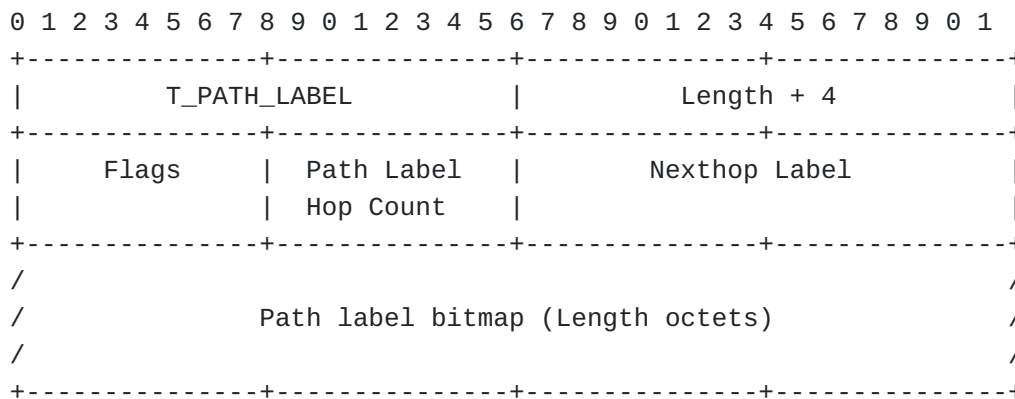 0 1 2 3 4 5 6 7 8 9 0 1 2 3 4 5 6 7 8 9 0 1 2 3 4 5 6 7 8 9 0 1
+---------------+---------------+---------------+---------------+
|          T_PATH_LABEL          |          Length + 4           |
+---------------+---------------+---------------+---------------+
|     Flags     |  Path Label   |        Nexthop Label          |
|               |  Hop Count    |                               |
+---------------+---------------+---------------+---------------+
/                                                               /
/               Path label bitmap (Length octets)               /
/                                                               /
+---------------+---------------+---------------+---------------+